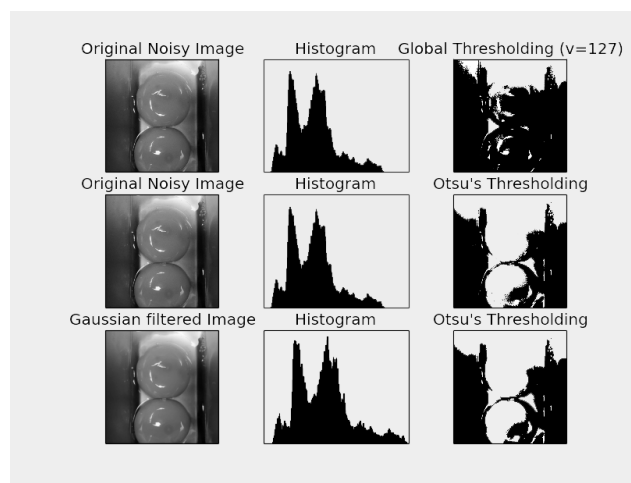 Original Noisy Image
Histogram
Global Thresholding (v=127)
Original Noisy Image
Histogram
Otsu's Thresholding
Gaussian filtered Image
Histogram
Otsu's Thresholding